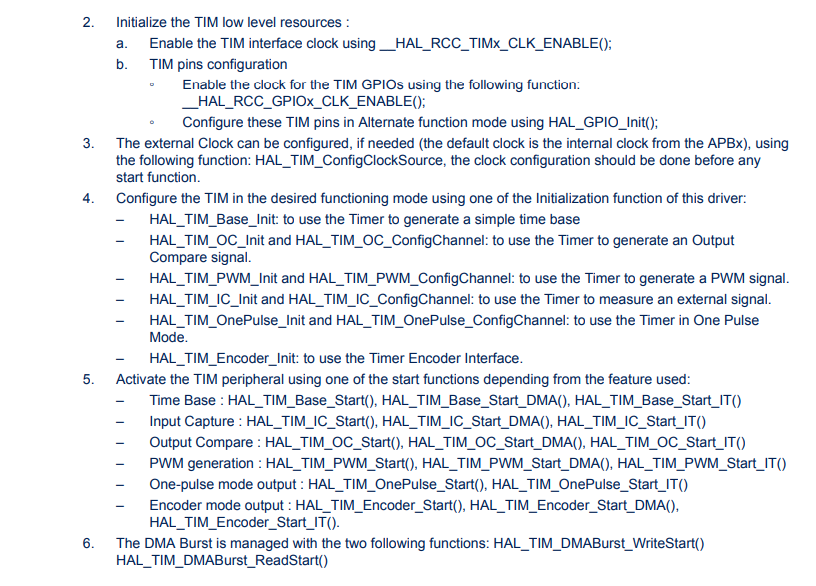 2. Initialize the TIM low level resources :
a. Enable the TIM interface clock using __HAL_RCC_TIMx_CLK_ENABLE();
b. TIM pins configuration
◦ Enable the clock for the TIM GPIOs using the following function:
__HAL_RCC_GPIOx_CLK_ENABLE();
◦ Configure these TIM pins in Alternate function mode using HAL_GPIO_Init();
3. The external Clock can be configured, if needed (the default clock is the internal clock from the APBx), using
the following function: HAL_TIM_ConfigClockSource, the clock configuration should be done before any
start function.
4. Configure the TIM in the desired functioning mode using one of the Initialization function of this driver:
– HAL_TIM_Base_Init: to use the Timer to generate a simple time base
– HAL_TIM_OC_Init and HAL_TIM_OC_ConfigChannel: to use the Timer to generate an Output
Compare signal.
– HAL_TIM_PWM_Init and HAL_TIM_PWM_ConfigChannel: to use the Timer to generate a PWM signal.
– HAL_TIM_IC_Init and HAL_TIM_IC_ConfigChannel: to use the Timer to measure an external signal.
– HAL_TIM_OnePulse_Init and HAL_TIM_OnePulse_ConfigChannel: to use the Timer in One Pulse
Mode.
– HAL_TIM_Encoder_Init: to use the Timer Encoder Interface.
5. Activate the TIM peripheral using one of the start functions depending from the feature used:
– Time Base : HAL_TIM_Base_Start(), HAL_TIM_Base_Start_DMA(), HAL_TIM_Base_Start_IT()
– Input Capture : HAL_TIM_IC_Start(), HAL_TIM_IC_Start_DMA(), HAL_TIM_IC_Start_IT()
– Output Compare : HAL_TIM_OC_Start(), HAL_TIM_OC_Start_DMA(), HAL_TIM_OC_Start_IT()
– PWM generation : HAL_TIM_PWM_Start(), HAL_TIM_PWM_Start_DMA(), HAL_TIM_PWM_Start_IT()
– One-pulse mode output : HAL_TIM_OnePulse_Start(), HAL_TIM_OnePulse_Start_IT()
– Encoder mode output : HAL_TIM_Encoder_Start(), HAL_TIM_Encoder_Start_DMA(),
HAL_TIM_Encoder_Start_IT().
6. The DMA Burst is managed with the two following functions: HAL_TIM_DMABurst_WriteStart()
HAL_TIM_DMABurst_ReadStart()